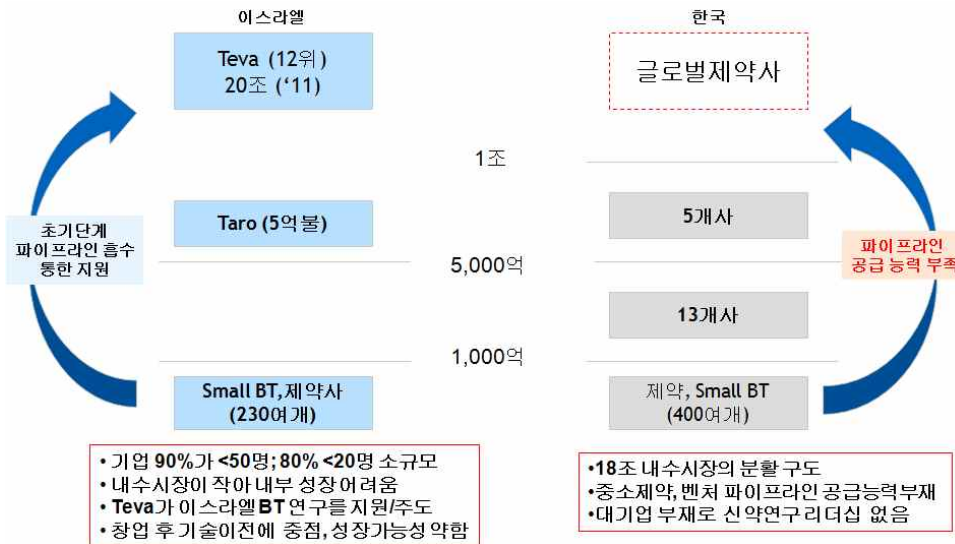 이스라엘
Teva (12위)
20조 (‘11)
초기단계
파이프라인 흡수
통한 지원
Taro (5억불)
Small BT,제약사
(230여개)
• 기업 90%가 <50명; 80% <20명 소규모
• 내수시장이 작아 내부 성장어려움
• Teva가 이스라엘 BT 연구를 지원/주도
• 창업 후 기술이전에 중점, 성장가능성 약함
1조
5,000억
1,000억
한국
글로벌제약사
5개사
13개사
제약, Small BT
(400여개)
파이프라인
공급 능력 부족
•18조 내수시장의 분할 구도
•중소제약, 벤처 파이프라인 공급능력부재
•대기업 부재로 신약연구리더십 없음